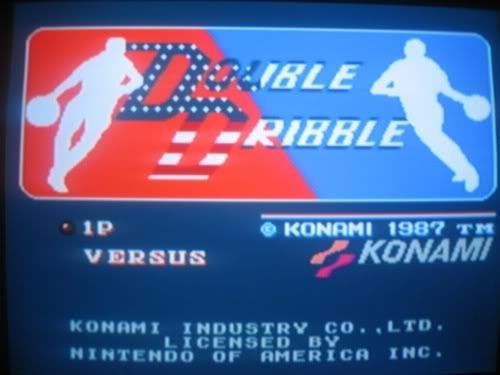 DOUBLE
DRIBBLE
1P
VERSUS
© KONAMI 1987 TM
KONAMI
KONAMI INDUSTRY CO.,LTD.
LICENSED BY
NINTENDO OF AMERICA INC.